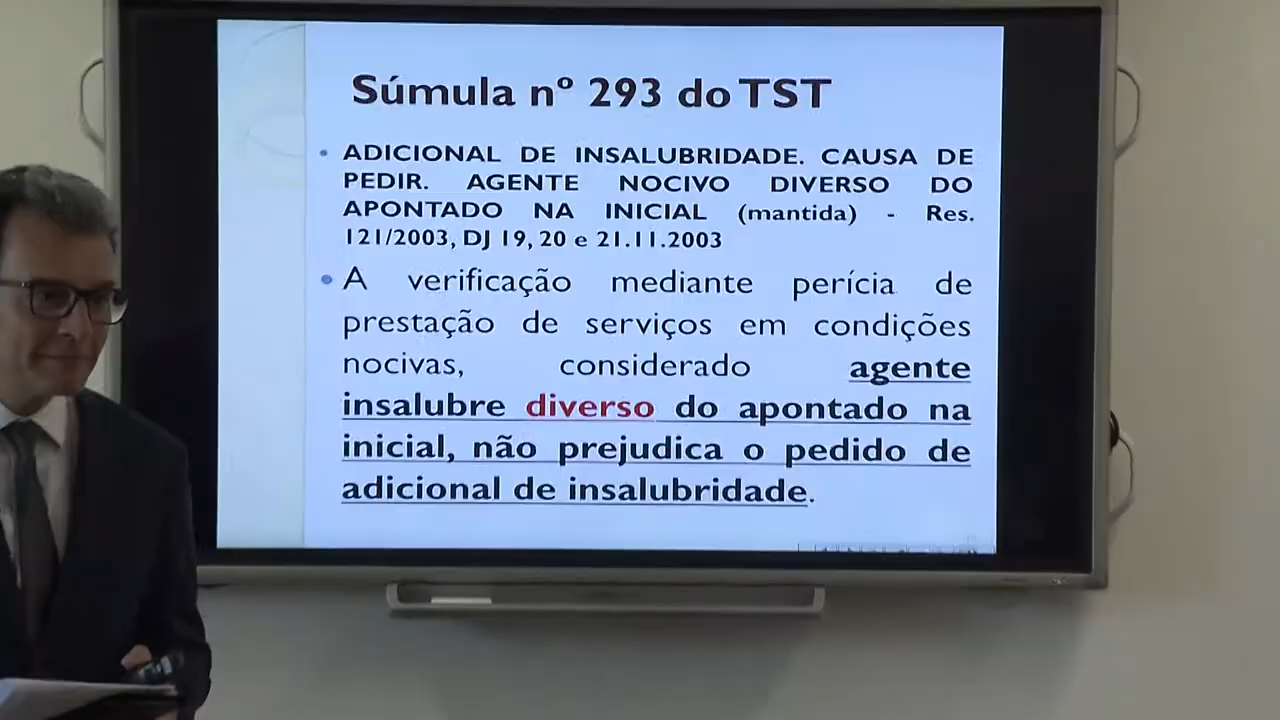 Súmula nº 293 do TST
• ADICIONAL DE INSALUBRIDADE. CAUSA DE
PEDIR. AGENTE NOCIVO DIVERSO DO
APONTADO NA INICIAL (mantida) - Res.
121/2003, DJ 19, 20 e 21.11.2003
• A verificação mediante perícia de
prestação de serviços em condições
nocivas, considerado agente
insalubre diverso do apontado na
inicial, não prejudica o pedido de
adicional de insalubridade.